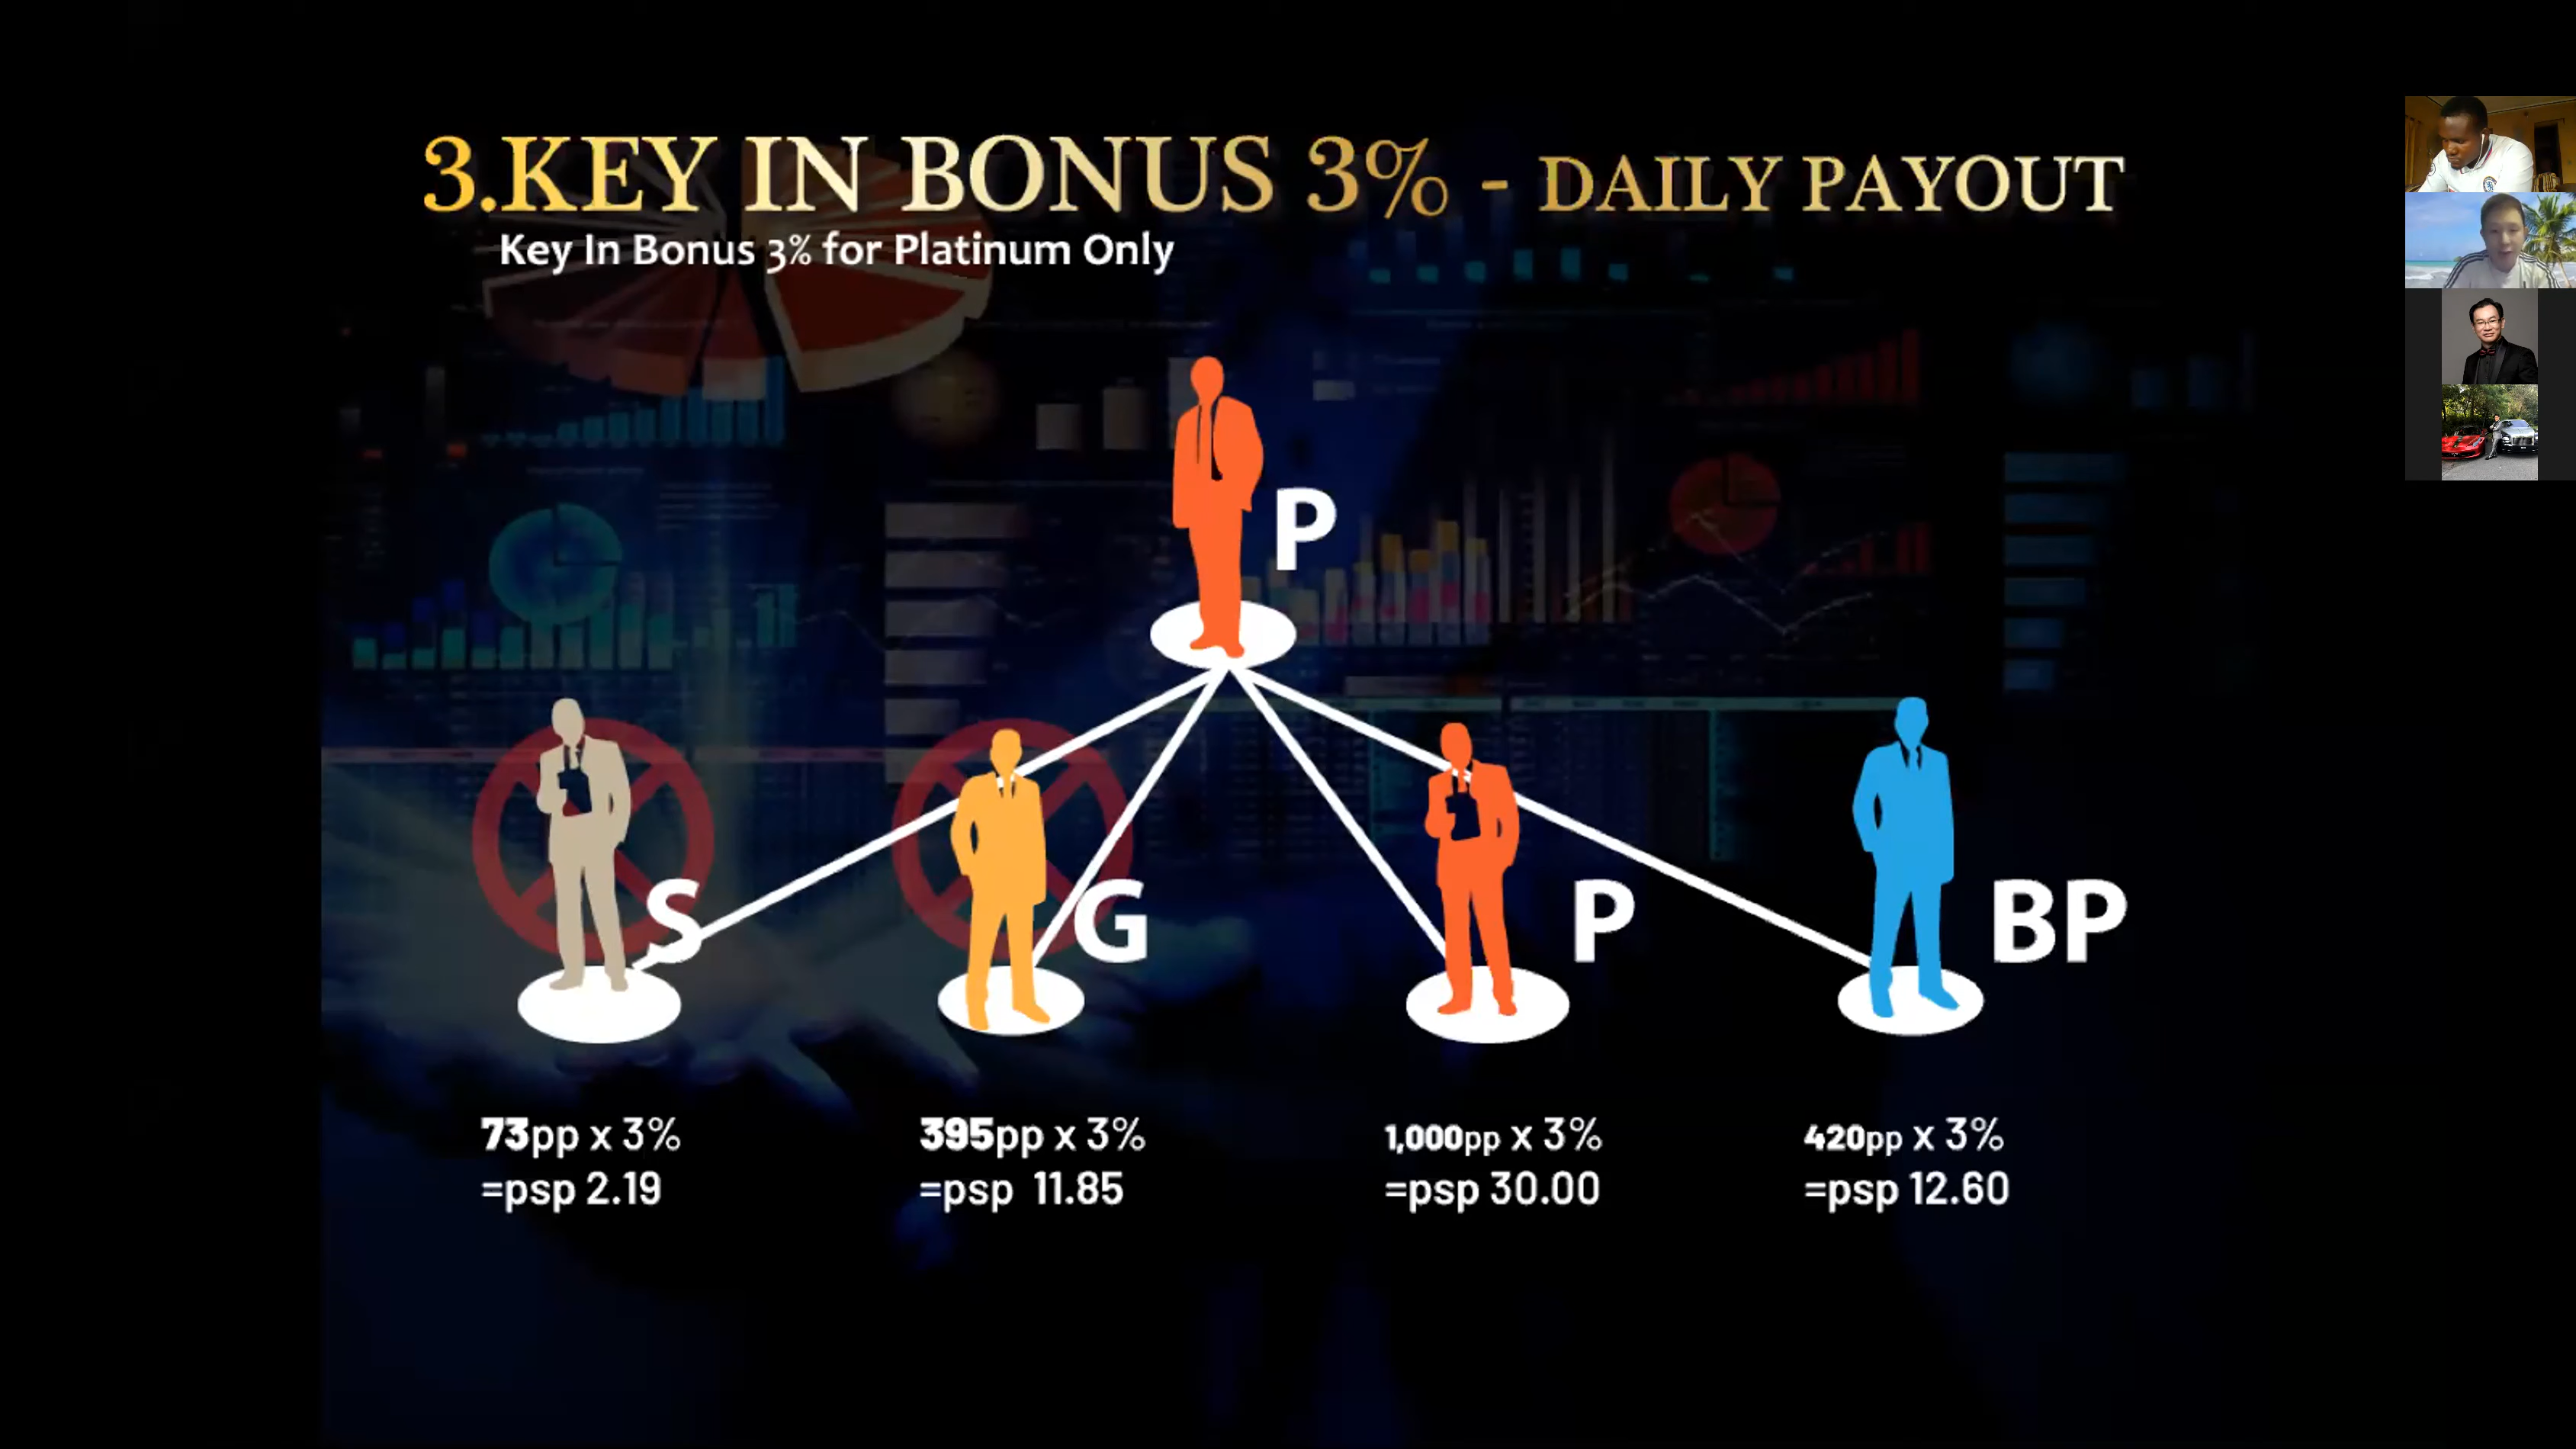 3.KEY IN BONUS 3% - DAILY PAYOUT
Key In Bonus 3% for Platinum Only
P
S
G
P
BP
73pp x 3%
=psp 2.19
395pp x 3%
=psp 11.85
1,000pp x 3%
=psp 30.00
420pp x 3%
=psp 12.60